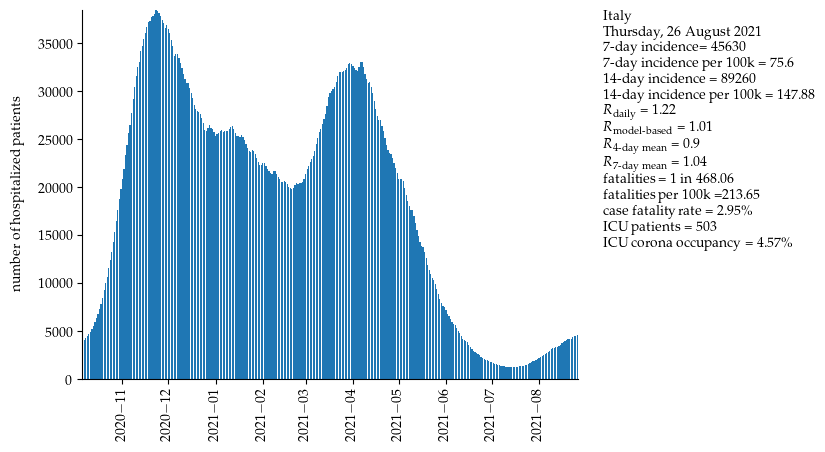 Italy
Thursday, 26 August 2021
7-day incidence= 45630
7-day incidence per 100k = 75.6
14-day incidence = 89260
14-day incidence per 100k = 147.88
R_daily = 1.22
R_model-based = 1.01
R_4-day mean = 0.9
R_7-day mean = 1.04
fatalities = 1 in 468.06
fatalities per 100k =213.65
case fatality rate = 2.95%
ICU patients = 503
ICU corona occupancy = 4.57%
number of hospitalized patients
35000
30000
25000
20000
15000
10000
5000
0
2020−11
2020−12
2021−01
2021−02
2021−03
2021−04
2021−05
2021−06
2021−07
2021−08